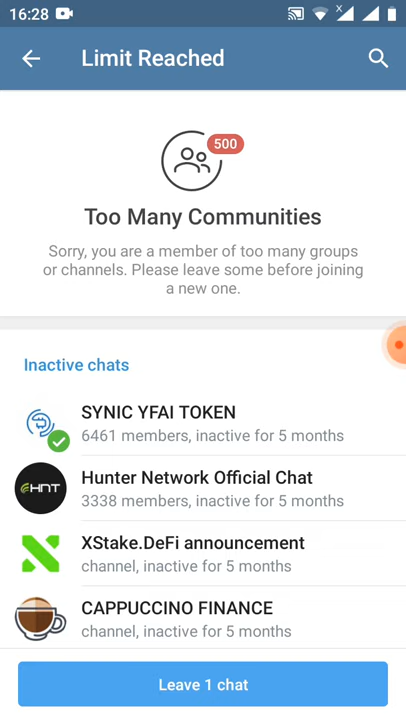 16:28
Limit Reached
500
Too Many Communities
Sorry, you are a member of too many groups
or channels. Please leave some before joining
a new one.
Inactive chats
SYNIC YFAI TOKEN
6461 members, inactive for 5 months
HNT
Hunter Network Official Chat
3338 members, inactive for 5 months
XStake.DeFi announcement
channel, inactive for 5 months
CAPPUCCINO FINANCE
channel, inactive for 5 months
Leave 1 chat